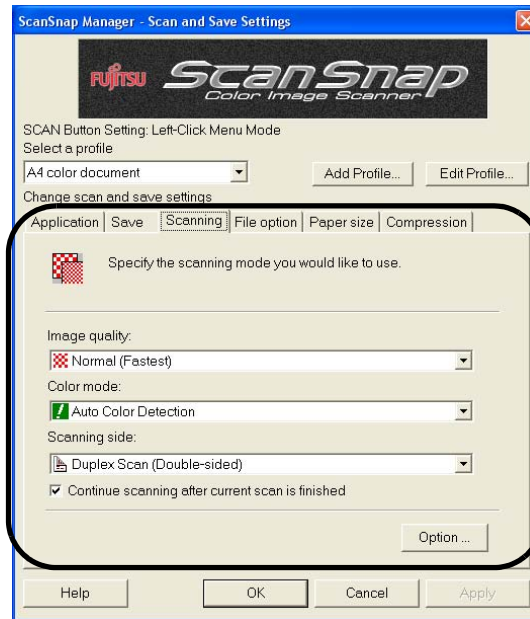 ScanSnap Manager - Scan and Save Settings
FUJITSU ScanSnap
Color Image Scanner
SCAN Button Setting: Left-Click Menu Mode
Select a profile
A4 color document Add Profile... Edit Profile...
Change scan and save settings
Application Save Scanning File option Paper size Compression
Specify the scanning mode you would like to use.
Image quality:
Normal (Fastest)
Color mode:
Auto Color Detection
Scanning side:
Duplex Scan (Double-sided)
Continue scanning after current scan is finished
Option ...
Help OK Cancel Apply